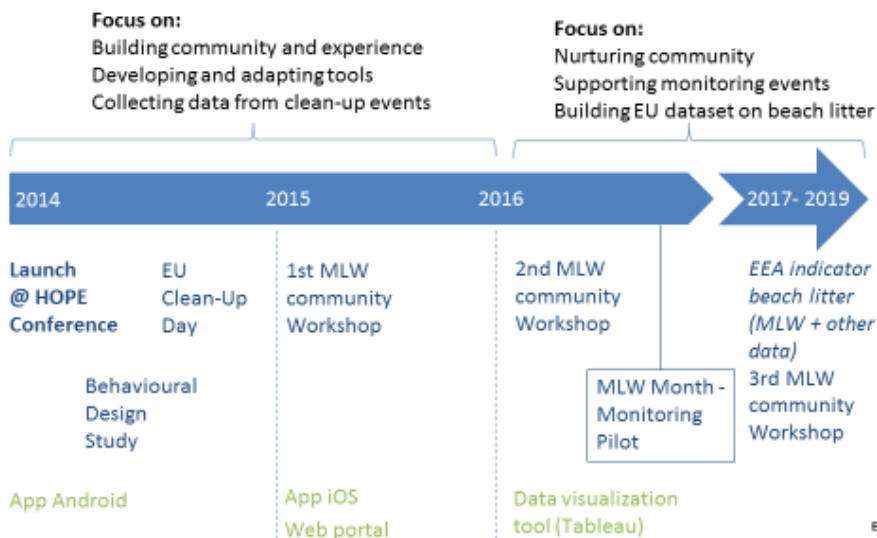 Focus on:
Building community and experience
Developing and adapting tools
Collecting data from clean-up events
Focus on:
Nurturing community
Supporting monitoring events
Building EU dataset on beach litter
2014
2015
2016
2017- 2019
Launch
@ HOPE
Conference
EU
Clean-Up
Day
1st MLW
community
Workshop
2nd MLW
community
Workshop
EEA indicator
beach litter
(MLW + other
data)
3rd MLW
community
Workshop
Behavioural
Design
Study
MLW Month -
Monitoring
Pilot
App Android
App iOS
Web portal
Data visualization
tool (Tableau)